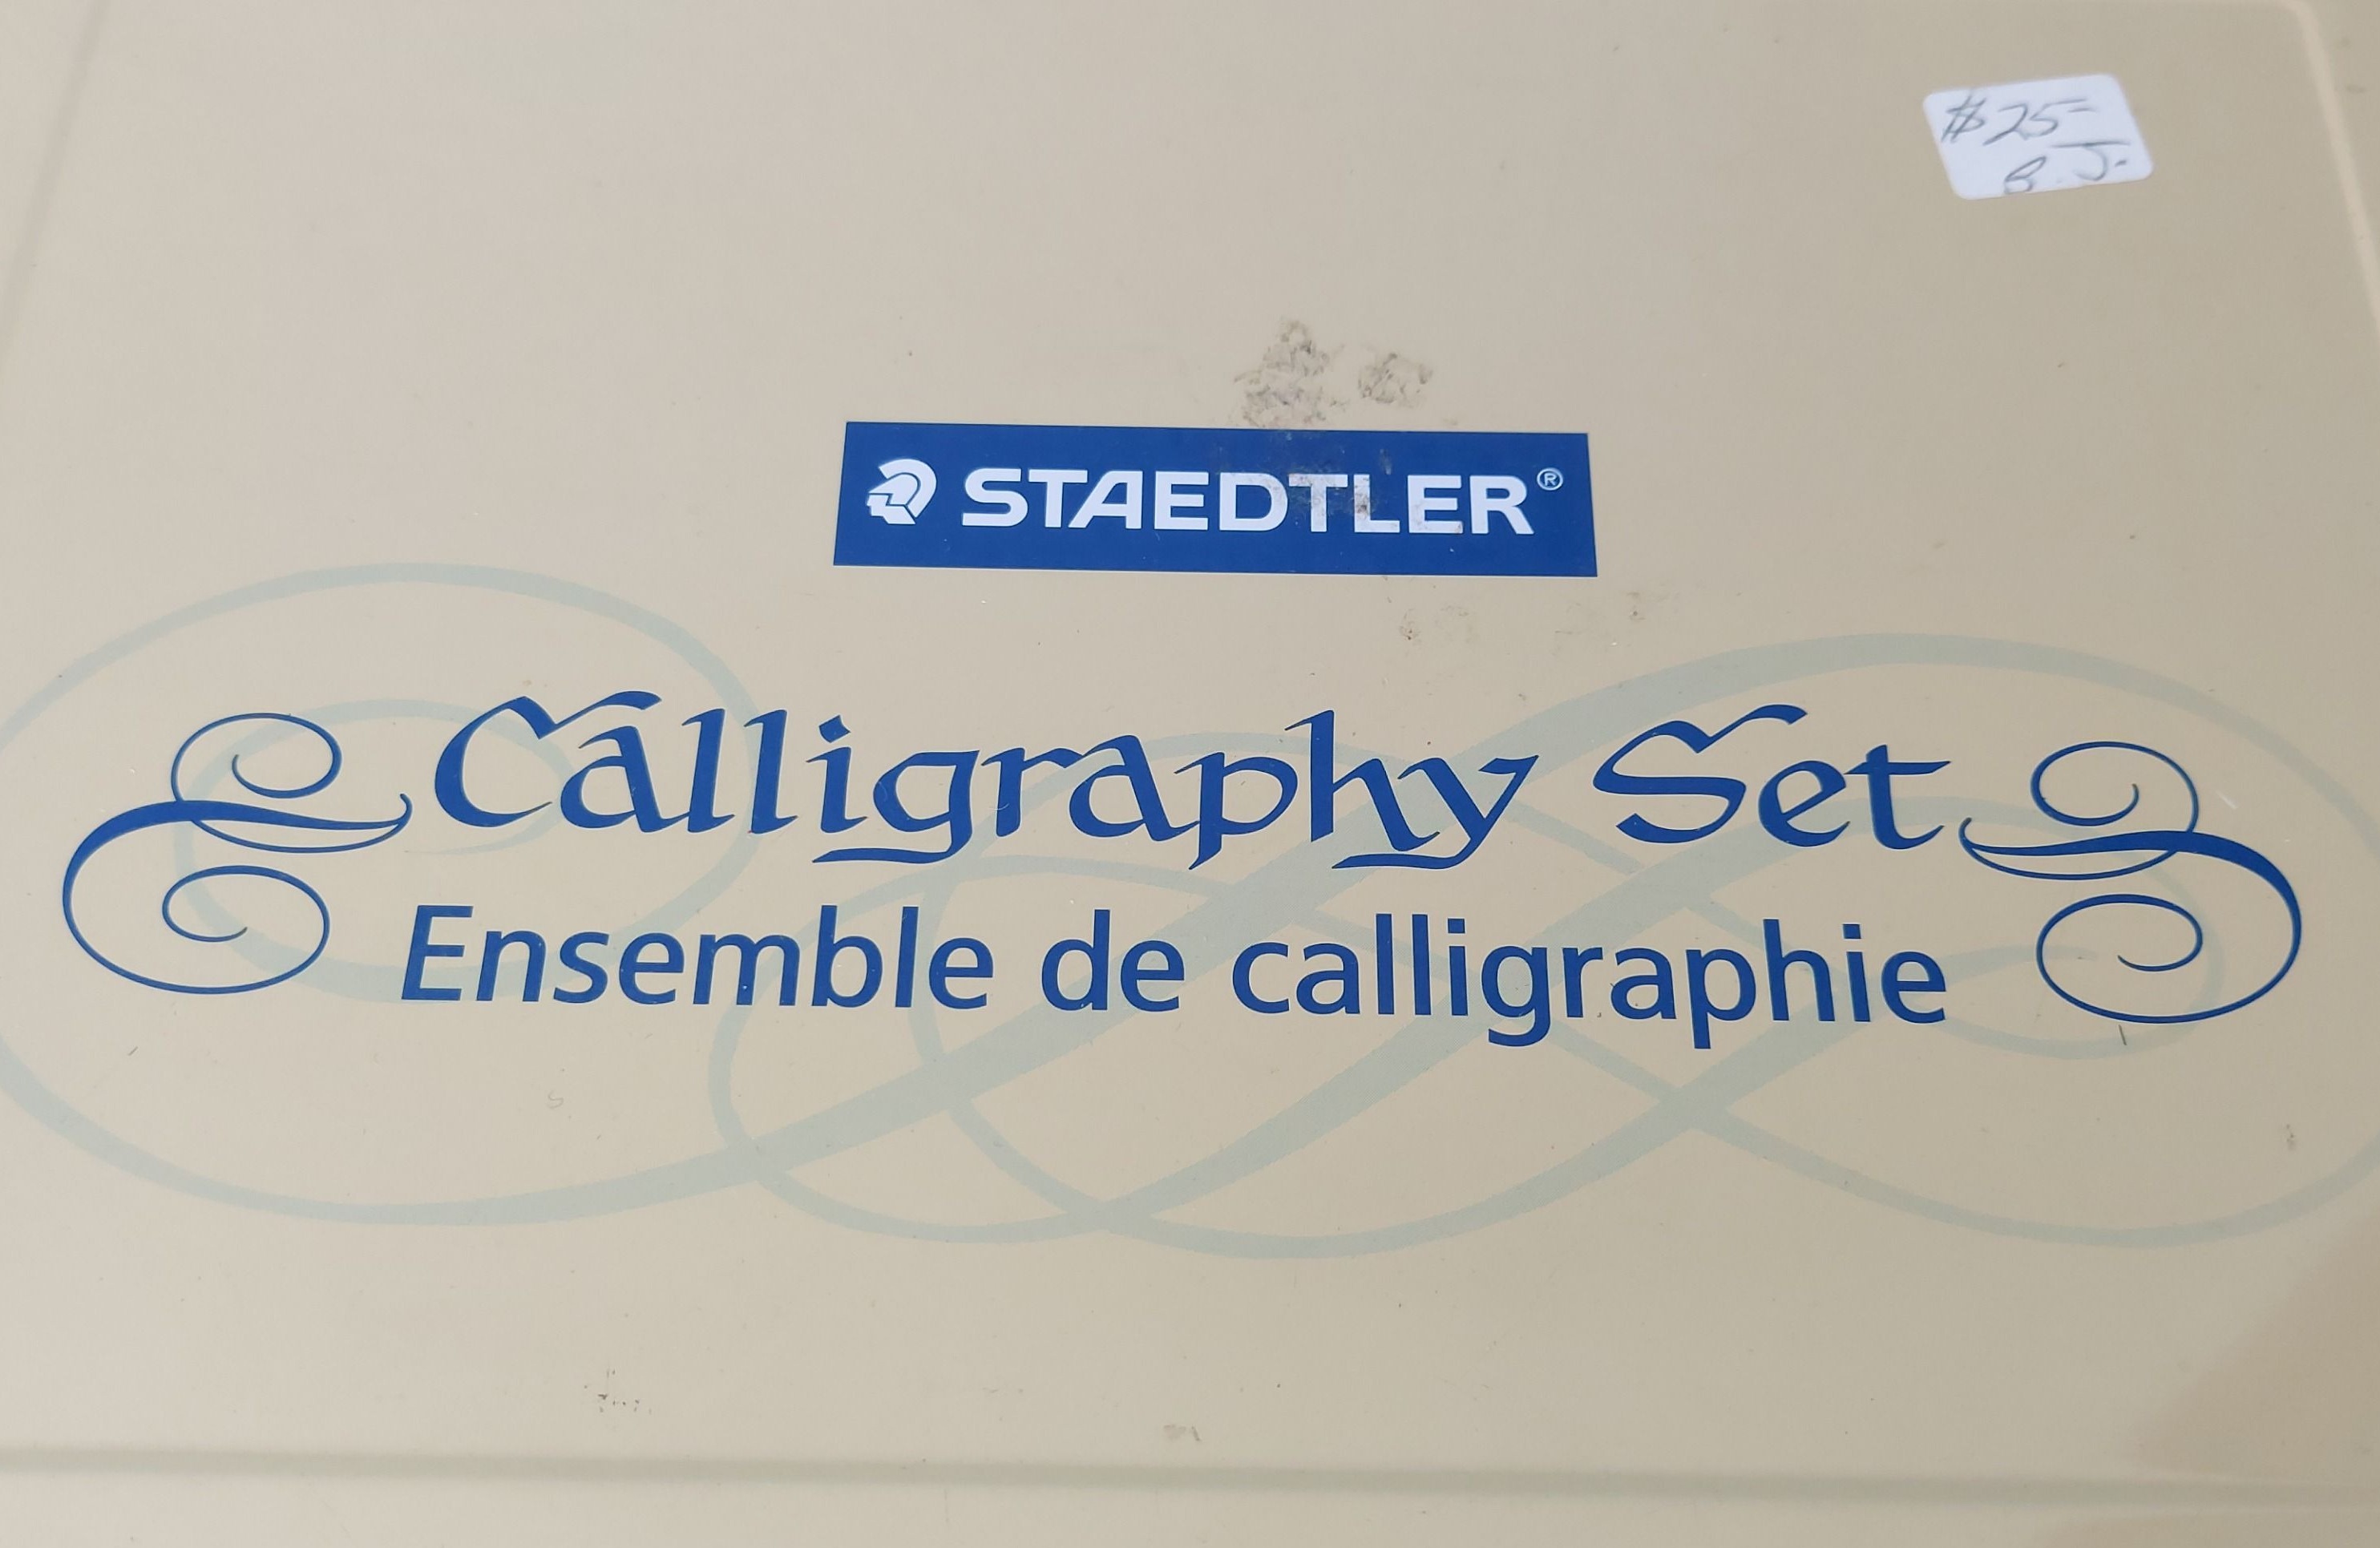 $25=
B.J.
STAEDTLER®
Calligraphy Set
Ensemble de calligraphie